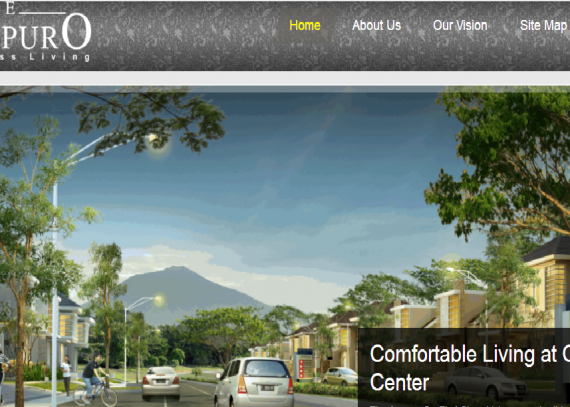 E
PURO
ss Living
Home About Us Our Vision Site Map
Comfortable Living at
Center